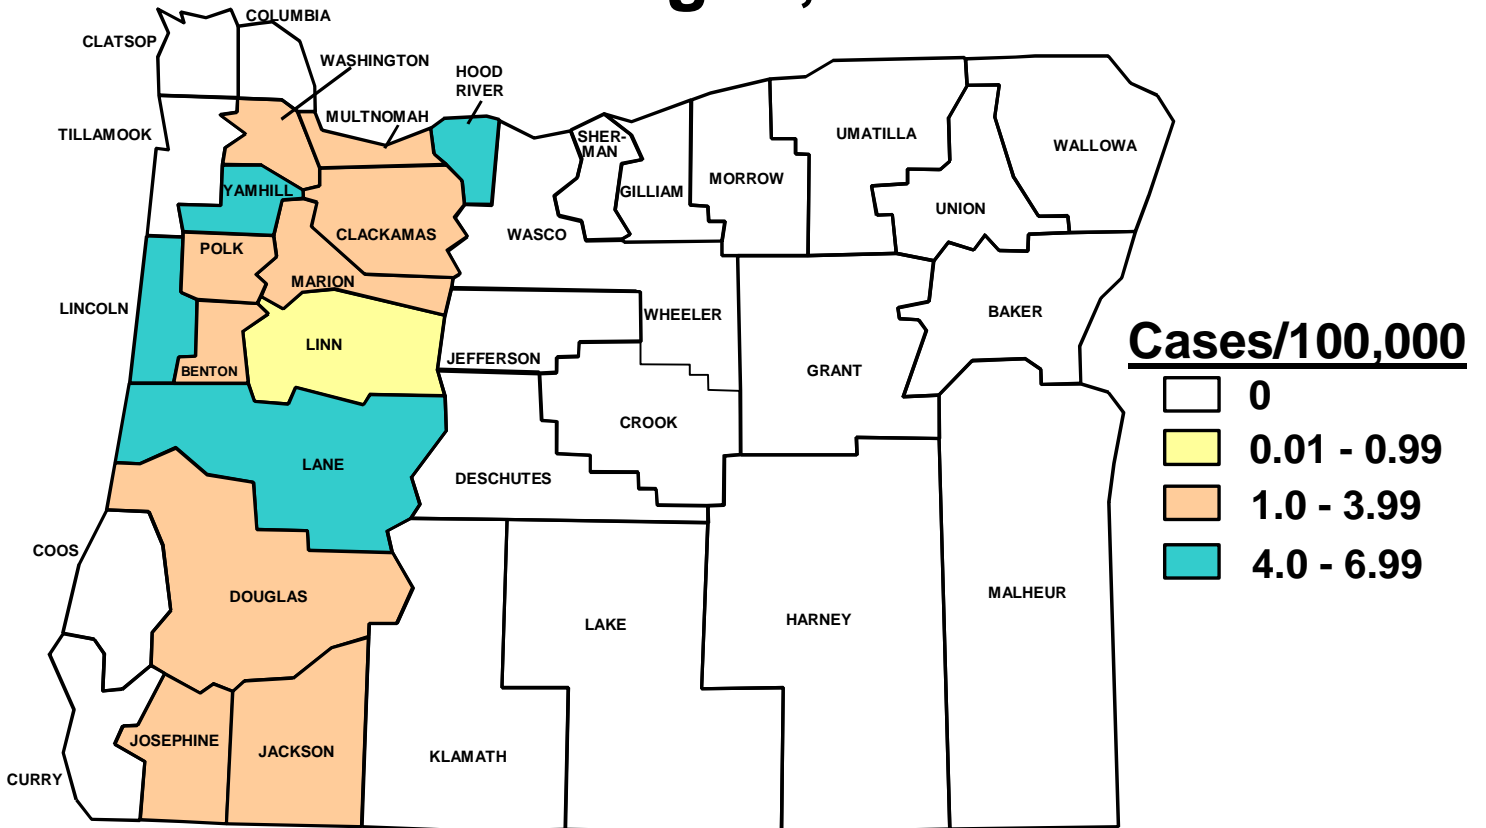 COLUMBIA
CLATSOP
WASHINGTON
HOOD
RIVER
MULTNOMAH
TILLAMOOK
SHER-
MAN
UMATILLA
WALLOWA
YAMHILL
GILLIAM
MORROW
UNION
POLK
CLACKAMAS
WASCO
MARION
LINCOLN
WHEELER
BAKER
LINN
JEFFERSON
BENTON
GRANT
CROOK
LANE
DESCHUTES
COOS
DOUGLAS
LAKE
HARNEY
MALHEUR
JOSEPHINE
JACKSON
KLAMATH
CURRY
Cases/100,000
0
0.01 - 0.99
1.0 - 3.99
4.0 - 6.99